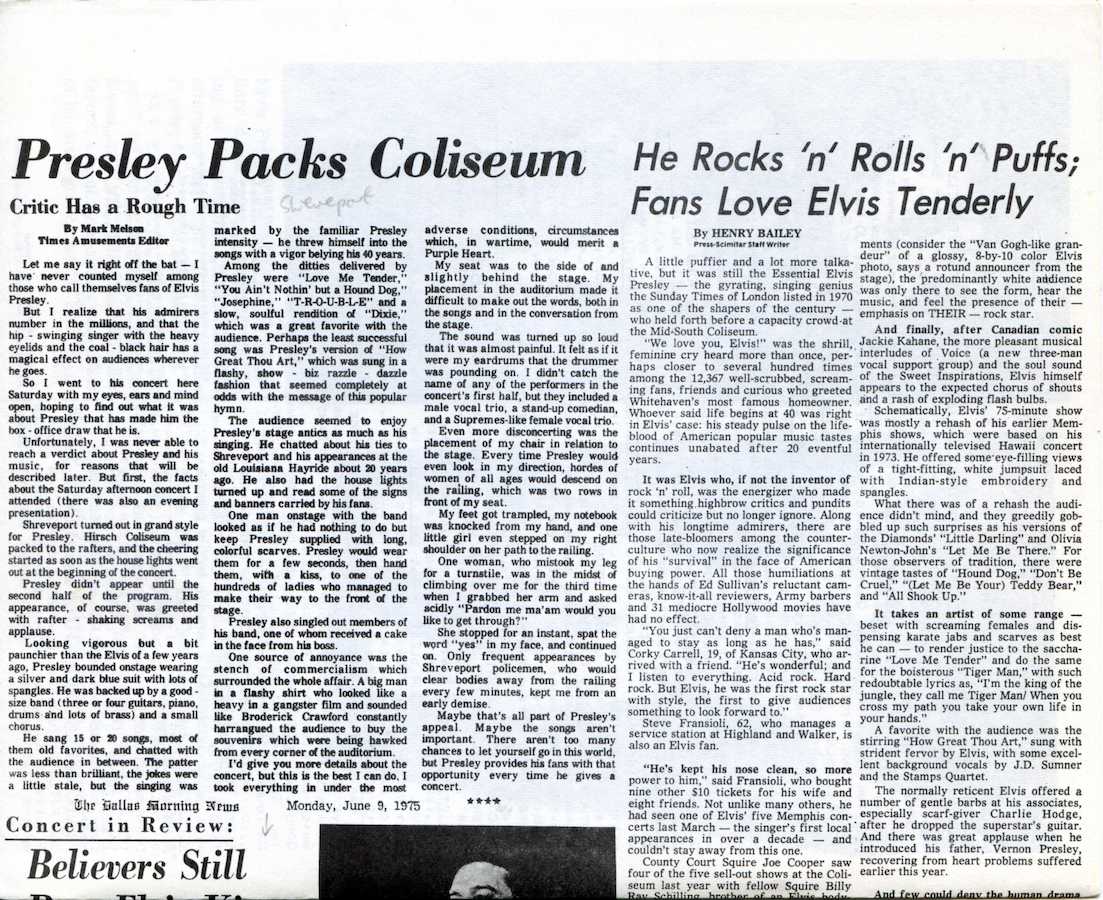 Presley Packs Coliseum
Critic Has a Rough Time
Shreveport
By Mark Melson
Times Amusements Editor
Let me say it right off the bat — I
have never counted myself among
those who call themselves fans of Elvis
Presley.
But I realize that his admirers
number in the millions, and that the
hip - swinging singer with the heavy
eyelids and the coal - black hair has a
magical effect on audiences wherever
he goes.
So I went to his concert here
Saturday with my eyes, ears and mind
open, hoping to find out what it was
about Presley that has made him the
box - office draw that he is.
Unfortunately, I was never able to
reach a verdict about Presley and his
music, for reasons that will be
described later. But first, the facts
about the Saturday afternoon concert I
attended (there was also an evening
presentation).
Shreveport turned out in grand style
for Presley. Hirsch Coliseum was
packed to the rafters, and the cheering
started as soon as the house lights went
out at the beginning of the concert.
Presley didn't appear until the
second half of the program. His
appearance, of course, was greeted
with rafter - shaking screams and
applause.
Looking vigorous but a bit
paunchier than the Elvis of a few years
ago, Presley bounded onstage wearing
a silver and dark blue suit with lots of
spangles. He was backed up by a good -
size band (three or four guitars, piano,
drums and lots of brass) and a small
chorus.
He sang 15 or 20 songs, most of
them old favorites, and chatted with
the audience in between. The patter
was less than brilliant, the jokes were
a little stale, but the singing was
marked by the familiar Presley
intensity — he threw himself into the
songs with a vigor belying his 40 years.
Among the ditties delivered by
Presley were "Love Me Tender,"
"You Ain't Nothin' but a Hound Dog,"
"Josephine," "T-R-O-U-B-L-E" and a
slow, soulful rendition of "Dixie,"
which was a great favorite with the
audience. Perhaps the least successful
song was Presley's version of "How
Great Thou Art," which was sung in a
flashy, show - biz razzle - dazzle
fashion that seemed completely at
odds with the message of this popular
hymn.
The audience seemed to enjoy
Presley's stage antics as much as his
singing. He chatted about his ties to
Shreveport and his appearances at the
old Louisiana Hayride about 20 years
ago. He also had the house lights
turned up and read some of the signs
and banners carried by his fans.
One man onstage with the band
looked as if he had nothing to do but
keep Presley supplied with long,
colorful scarves. Presley would wear
them for a few seconds, then hand
them, with a kiss, to one of the
hundreds of ladies who managed to
make their way to the front of the
stage.
Presley also singled out members of
his band, one of whom received a cake
in the face from his boss.
One source of annoyance was the
stench of commercialism which
surrounded the whole affair. A big man
in a flashy shirt who looked like a
heavy in a gangster film and sounded
like Broderick Crawford constantly
harrangued the audience to buy the
souvenirs which were being hawked
from every corner of the auditorium.
I'd give you more details about the
concert, but this is the best I can do. I
took everything in under the most
adverse conditions, circumstances
which, in wartime, would merit a
Purple Heart.
My seat was to the side of and
slightly behind the stage. My
placement in the auditorium made it
difficult to make out the words, both in
the songs and in the conversation from
the stage.
The sound was turned up so loud
that it was almost painful. It felt as if it
were my eardrums that the drummer
was pounding on. I didn't catch the
name of any of the performers in the
concert's first half, but they included a
male vocal trio, a stand-up comedian,
and a Supremes-like female vocal trio.
Even more disconcerting was the
placement of my chair in relation to
the stage. Every time Presley would
even look in my direction, hordes of
women of all ages would descend on
the railing, which was two rows in
front of my seat.
My feet got trampled, my notebook
was knocked from my hand, and one
little girl even stepped on my right
shoulder on her path to the railing.
One woman, who mistook my leg
for a turnatile, was in the midst of
climbing over me for the third time
when I grabbed her arm and asked
acidly "Pardon me ma'am would you
like to get through?"
She stopped for an instant, spat the
word "yes" in my face, and continued
on. Only frequent appearances by
Shreveport policemen, who would
clear bodies away from the railing
every few minutes, kept me from an
early demise.
Maybe that's all part of Presley's
appeal. Maybe the songs aren't
important. There aren't too many
chances to let yourself go in this world,
but Presley provides his fans with that
opportunity every time he gives a
concert.
****
The Dallas Morning News
Monday, June 9, 1975
Concert in Review:
Believers Still
He Rocks 'n' Rolls 'n' Puffs;
Fans Love Elvis Tenderly
By HENRY BAILEY
Press-Scimitar Staff Writer
A little puffier and a lot more talka-
tive, but it was still the Essential Elvis
Presley — the gyrating, singing genius
the Sunday Times of London listed in 1970
as one of the shapers of the century —
who held forth before a capacity crowd at
the Mid-South Coliseum.
"We love you, Elvis!" was the shrill,
feminine cry heard more than once, per-
haps closer to several hundred times
among the 12,367 well-scrubbed, scream-
ing fans, friends and curious who greeted
Whitehaven's most famous homeowner.
Whoever said life begins at 40 was right
in Elvis' case: his steady pulse on the life-
blood of American popular music tastes
continues unabated after 20 eventful
years.
It was Elvis who, if not the inventor of
rock 'n' roll, was the energizer who made
it something highbrow critics and pundits
could criticize but no longer ignore. Along
with his longtime admirers, there are
those late-bloomers among the counter-
culture who now realize the significance
of his "survival" in the face of American
buying power. All those humiliations at
the hands of Ed Sullivan's reluctant cam-
eras, know-it-all reviewers, Army barbers
and 31 mediocre Hollywood movies have
had no effect.
"You just can't deny a man who's man-
aged to stay as long as he has," said
Corky Carrell, 19, of Kansas City, who ar-
rived with a friend. "He's wonderful; and
I listen to everything. Acid rock. Hard
rock. But Elvis, he was the first rock star
with style, the first to give audiences
something to look forward to."
Steve Fransioli, 62, who manages a
service station at Highland and Walker, is
also an Elvis fan.
"He's kept his nose clean, so more
power to him," said Fransioli, who bought
nine other $10 tickets for his wife and
eight friends. Not unlike many others, he
had seen one of Elvis' five Memphis con-
certs last March — the singer's first local
appearances in over a decade — and
couldn't stay away from this one.
County Court Squire Joe Cooper saw
four of the five sell-out shows at the Coli-
seum last year with fellow Squire Billy
Ray Schilling, brother of an Elvis body-
ments (consider the "Van Gogh-like gran-
deur" of a glossy, 8-by-10 color Elvis
photo, says a rotund announcer from the
stage), the predominantly white audience
was only there to see the form, hear the
music, and feel the presence of their —
emphasis on THEIR — rock star.
And finally, after Canadian comic
Jackie Kahane, the more pleasant musical
interludes of Voice (a new three-man
vocal support group) and the soul sound
of the Sweet Inspirations, Elvis himself
appears to the expected chorus of shouts
and a rash of exploding flash bulbs.
Schematically, Elvis' 75-minute show
was mostly a rehash of his earlier Mem-
phis shows, which were based on his
internationally televised Hawaii concert
in 1973. He offered some eye-filling views
of a tight-fitting, white jumpsuit laced
with Indian-style embroidery and
spangles.
What there was of a rehash the audi-
ence didn't mind, and they greedily gob-
bled up such surprises as his versions of
the Diamonds' "Little Darling" and Olivia
Newton-John's "Let Me Be There." For
those observers of tradition, there were
vintage tastes of "Hound Dog," "Don't Be
Cruel," "(Let Me Be Your) Teddy Bear,"
and "All Shook Up."
It takes an artist of some range —
beset with screaming females and dis-
pensing karate jabs and scarves as best
he can — to render justice to the saccha-
rine "Love Me Tender" and do the same
for the boisterous "Tiger Man," with such
redoubtable lyrics as, "I'm the king of the
jungle, they call me Tiger Man/ When you
cross my path you take your own life in
your hands."
A favorite with the audience was the
stirring "How Great Thou Art," sung with
strident fervor by Elvis, with some excel-
lent background vocals by J.D. Sumner
and the Stamps Quartet.
The normally reticent Elvis offered a
number of gentle barbs at his associates,
especially scarf-giver Charlie Hodge,
after he dropped the superstar's guitar.
And there was great applause when he
introduced his father, Vernon Presley,
recovering from heart problems suffered
earlier this year.
And few could deny the human drama